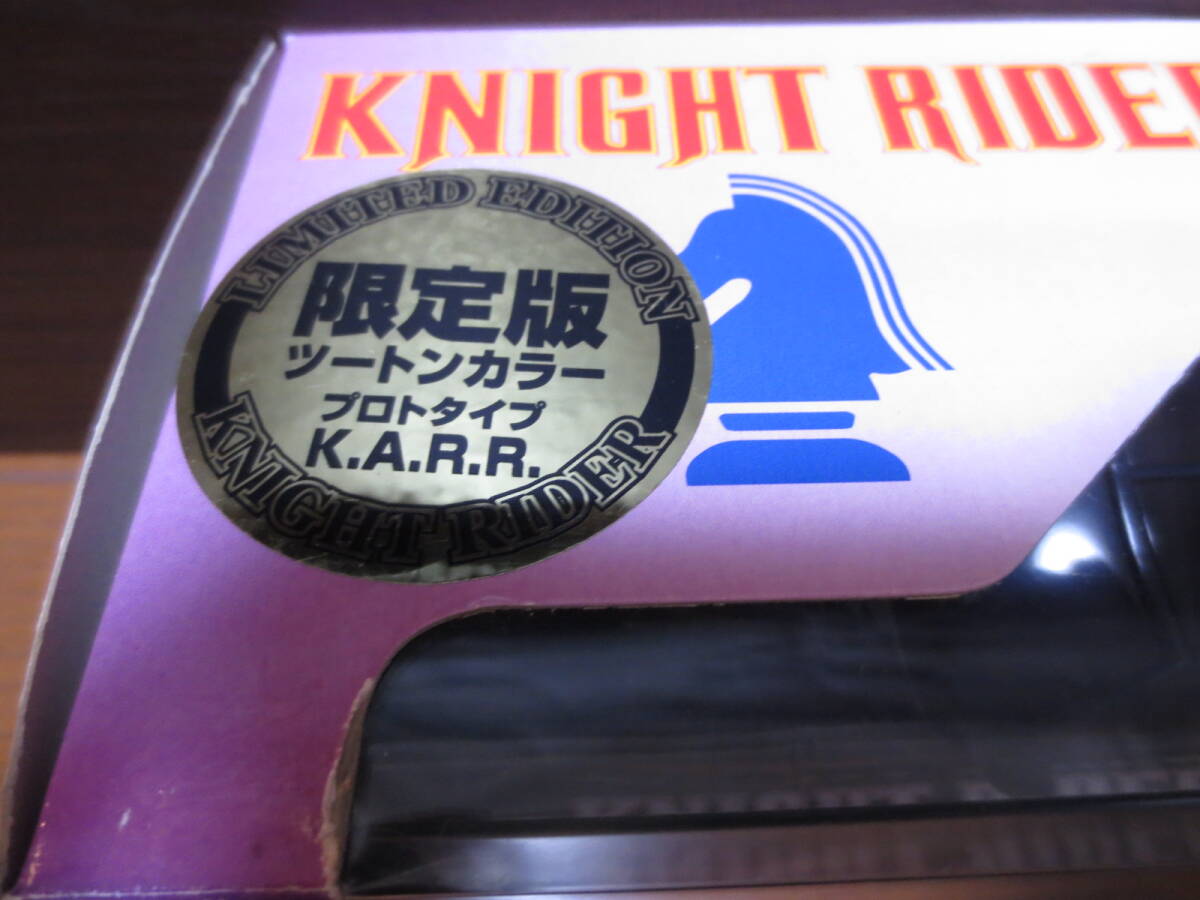 KNIGHT RIDER
LIMITED EDITION
限定版
ツートンカラー
プロトタイプ
K.A.R.R.
KNIGHT RIDER